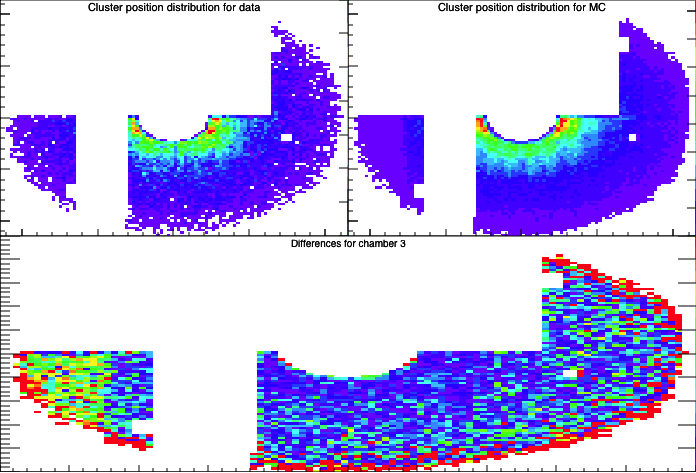 Cluster position distribution for data
Cluster position distribution for MC
Differences for chamber 3